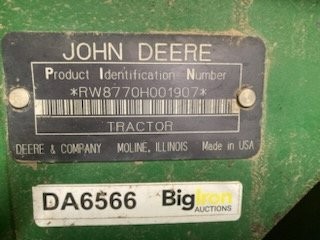 JOHN DEERE
Product Identification Number
*RW8770H001907*
TRACTOR
DEERE & COMPANY MOLINE, ILLINOIS Made in USA
DA6566 BigIron
AUCTIONS